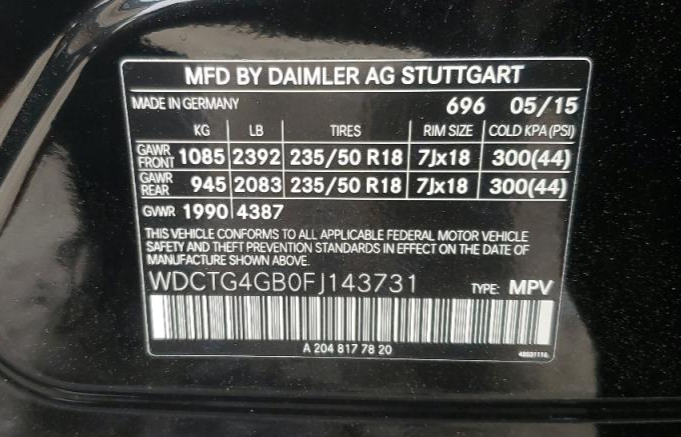 MFD BY DAIMLER AG STUTTGART
MADE IN GERMANY 696 05/15
KG LB TIRES RIM SIZE COLD KPA (PSI)
GAWR FRONT 1085 2392 235/50 R18 7Jx18 300(44)
GAWR REAR 945 2083 235/50 R18 7Jx18 300(44)
GVWR 1990 4387
THIS VEHICLE CONFORMS TO ALL APPLICABLE FEDERAL MOTOR VEHICLE
SAFETY AND THEFT PREVENTION STANDARDS IN EFFECT ON THE DATE OF
MANUFACTURE SHOWN ABOVE.
WDCTG4GB0FJ143731 TYPE: MPV
A 204 817 78 20